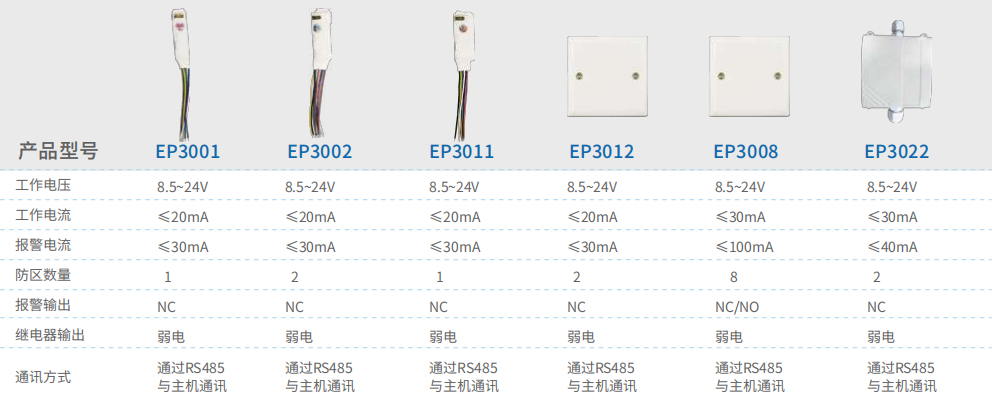 产品型号 EP3001 EP3002 EP3011 EP3012 EP3008 EP3022
工作电压 8.5~24V 8.5~24V 8.5~24V 8.5~24V 8.5~24V 8.5~24V
工作电流 ≤20mA ≤20mA ≤20mA ≤20mA ≤30mA ≤30mA
报警电流 ≤30mA ≤30mA ≤30mA ≤30mA ≤100mA ≤40mA
防区数量 1 2 1 2 8 2
报警输出 NC NC NC NC NC/NO NC
继电器输出 弱电 弱电 弱电 弱电 弱电 弱电
通讯方式 通过RS485 通过RS485 通过RS485 通过RS485 通过RS485 通过RS485
与主机通讯 与主机通讯 与主机通讯 与主机通讯 与主机通讯 与主机通讯